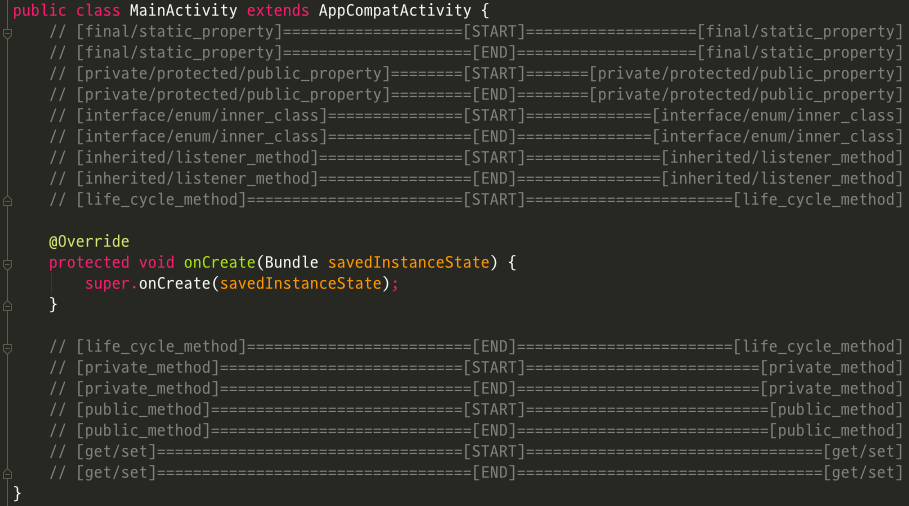 public class MainActivity extends AppCompatActivity {
// [final/static_property]====================[START]===================[final/static_property]
// [final/static_property]=====================[END]====================[final/static_property]
// [private/protected/public_property]========[START]=======[private/protected/public_property]
// [private/protected/public_property]=========[END]========[private/protected/public_property]
// [interface/enum/inner_class]===============[START]==============[interface/enum/inner_class]
// [interface/enum/inner_class]================[END]===============[interface/enum/inner_class]
// [inherited/listener_method]================[START]===============[inherited/listener_method]
// [inherited/listener_method]=================[END]================[inherited/listener_method]
// [life_cycle_method]========================[START]=======================[life_cycle_method]
@Override
protected void onCreate(Bundle savedInstanceState) {
super.onCreate(savedInstanceState);
}
// [life_cycle_method]=========================[END]========================[life_cycle_method]
// [private_method]===========================[START]==========================[private_method]
// [private_method]============================[END]===========================[private_method]
// [public_method]============================[START]===========================[public_method]
// [public_method]=============================[END]============================[public_method]
// [get/set]==================================[START]=================================[get/set]
// [get/set]===================================[END]==================================[get/set]
}